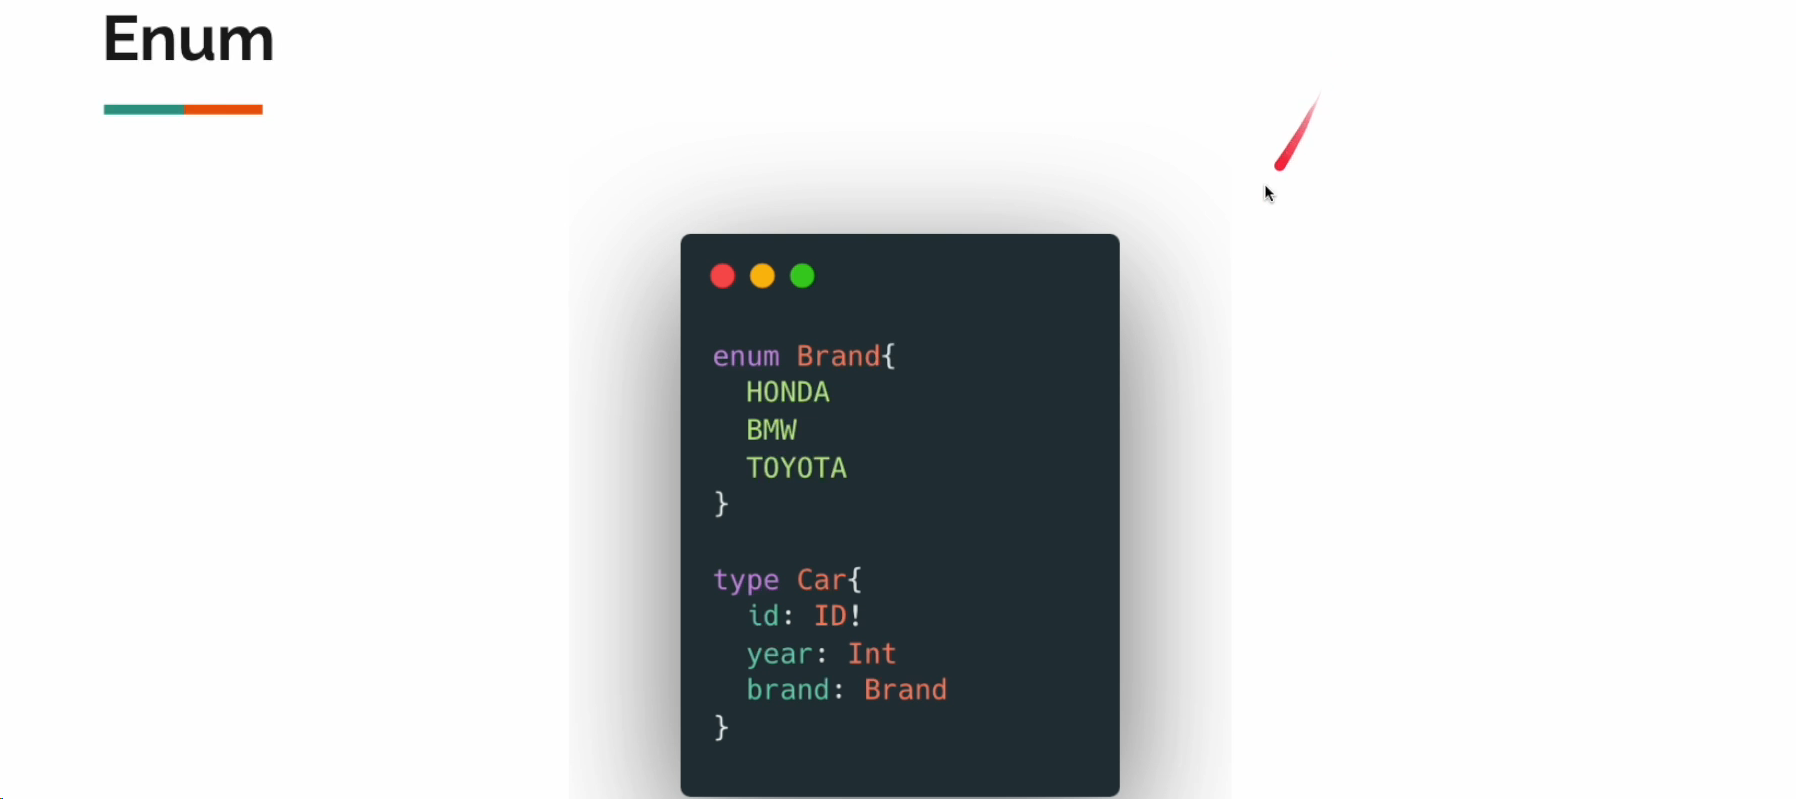 Enum
enum Brand{
HONDA
BMW
TOYOTA
}
type Car{
id: ID!
year: Int
brand: Brand
}